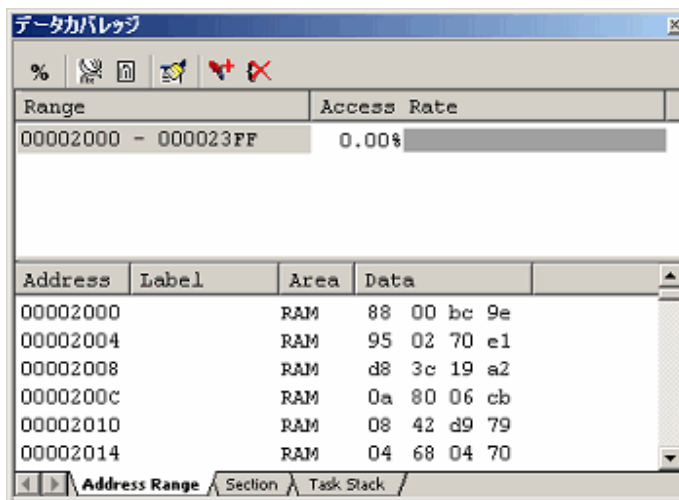 データカバレッジ
%
Range Access Rate
00002000 - 000023FF 0.00%
Address Label Area Data
00002000 RAM 88 00 bc 9e
00002004 RAM 95 02 70 e1
00002008 RAM d8 3c 19 a2
0000200C RAM 0a 80 06 cb
00002010 RAM 08 42 d9 79
00002014 RAM 04 68 04 70
Address Range Section Task Stack